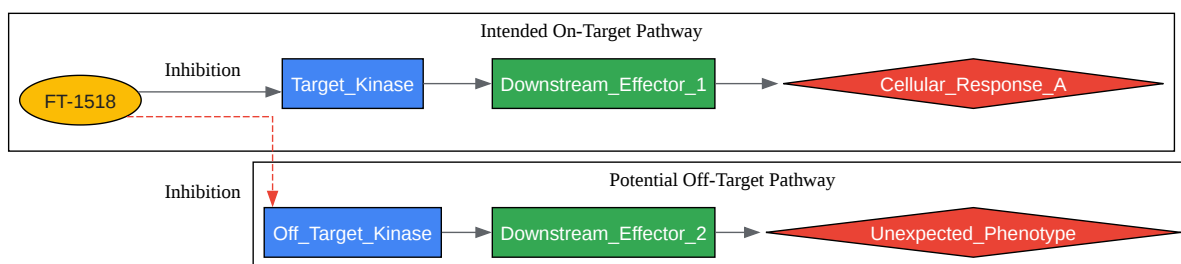 Intended On-Target Pathway
Inhibition
FT-1518
Target_Kinase
Downstream_Effector_1
Cellular_Response_A
Inhibition
Potential Off-Target Pathway
Off_Target_Kinase
Downstream_Effector_2
Unexpected_Phenotype